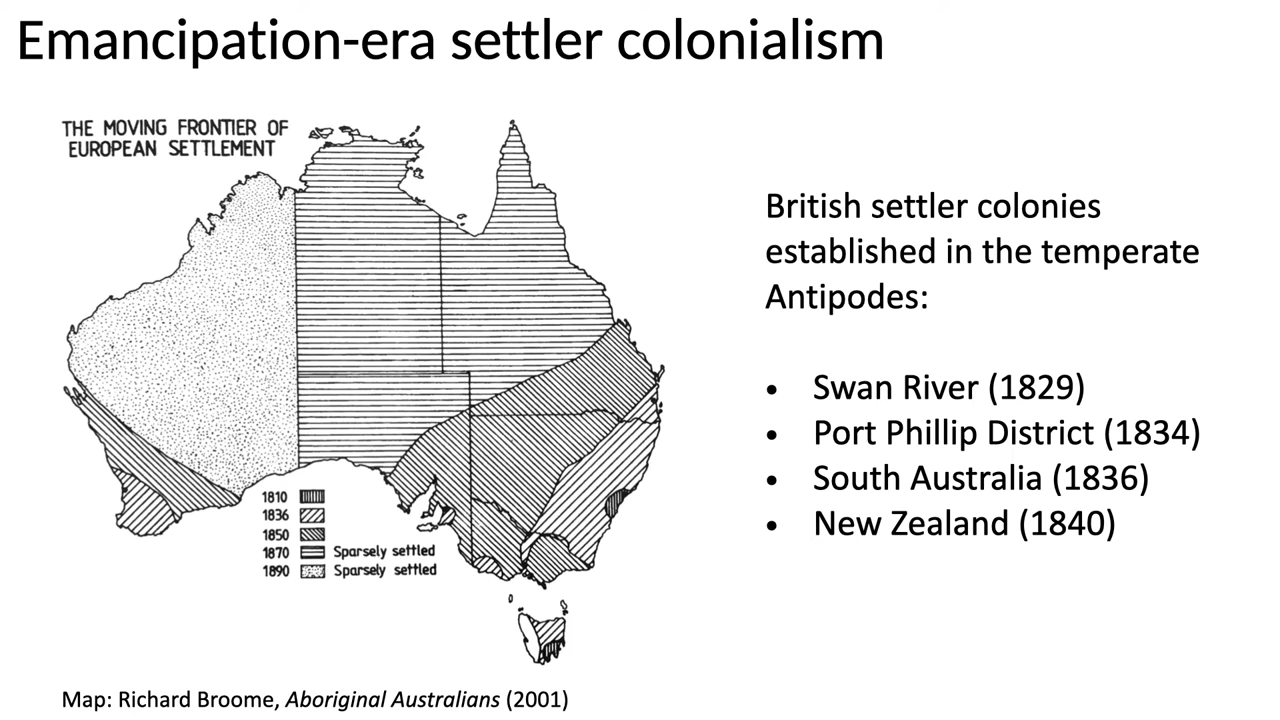 Emancipation-era settler colonialism
THE MOVING FRONTIER OF
EUROPEAN SETTLEMENT
British settler colonies
established in the temperate
Antipodes:
• Swan River (1829)
• Port Phillip District (1834)
• South Australia (1836)
• New Zealand (1840)
1810
1836
1850
1870 Sparsely settled
1890 Sparsely settled
Map: Richard Broome, Aboriginal Australians (2001)